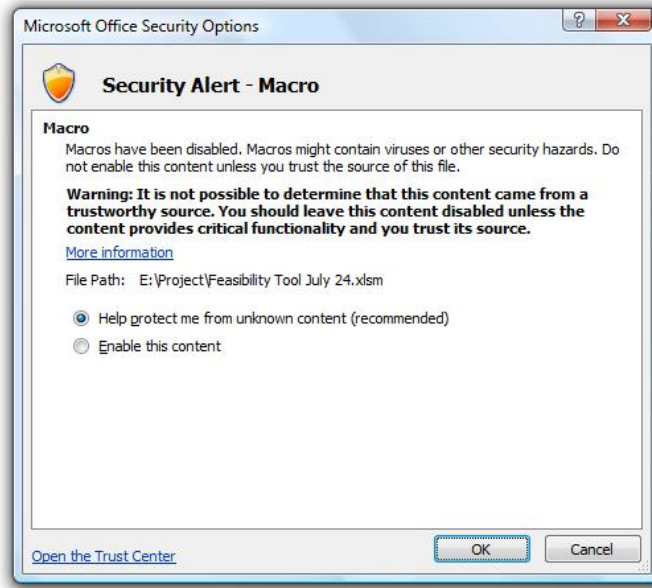 Microsoft Office Security Options
Security Alert - Macro
Macro
Macros have been disabled. Macros might contain viruses or other security hazards. Do
not enable this content unless you trust the source of this file.
Warning: It is not possible to determine that this content came from a
trustworthy source. You should leave this content disabled unless the
content provides critical functionality and you trust its source.
More information
File Path: E:\Project\Feasibility Tool July 24.xlsm
Help protect me from unknown content (recommended)
Enable this content
Open the Trust Center
OK
Cancel